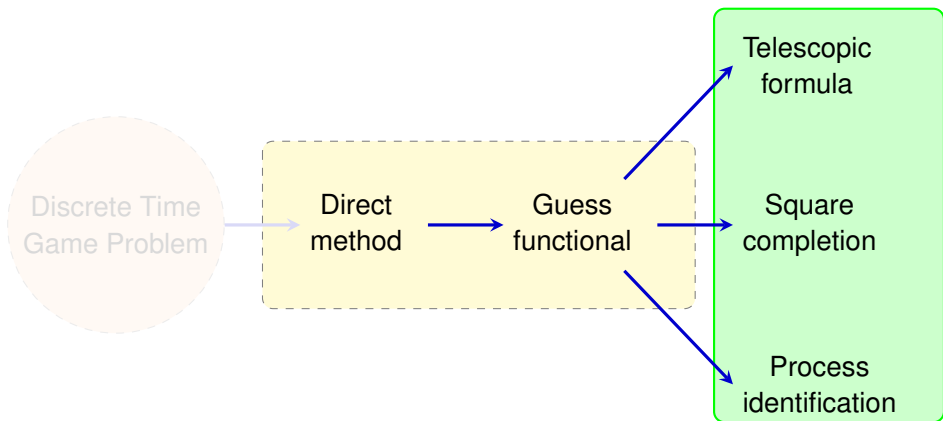 Discrete Time
Game Problem
Direct
method
Guess
functional
Telescopic
formula
Square
completion
Process
identification